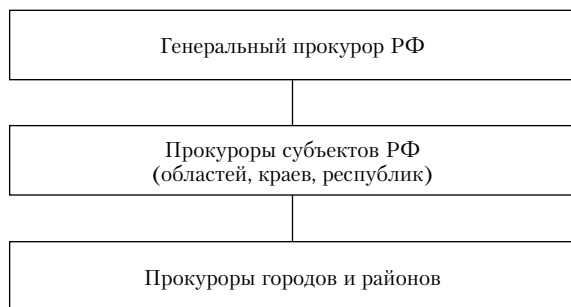 Генеральный прокурор РФ
Прокуроры субъектов РФ
(областей, краев, республик)
Прокуроры городов и районов